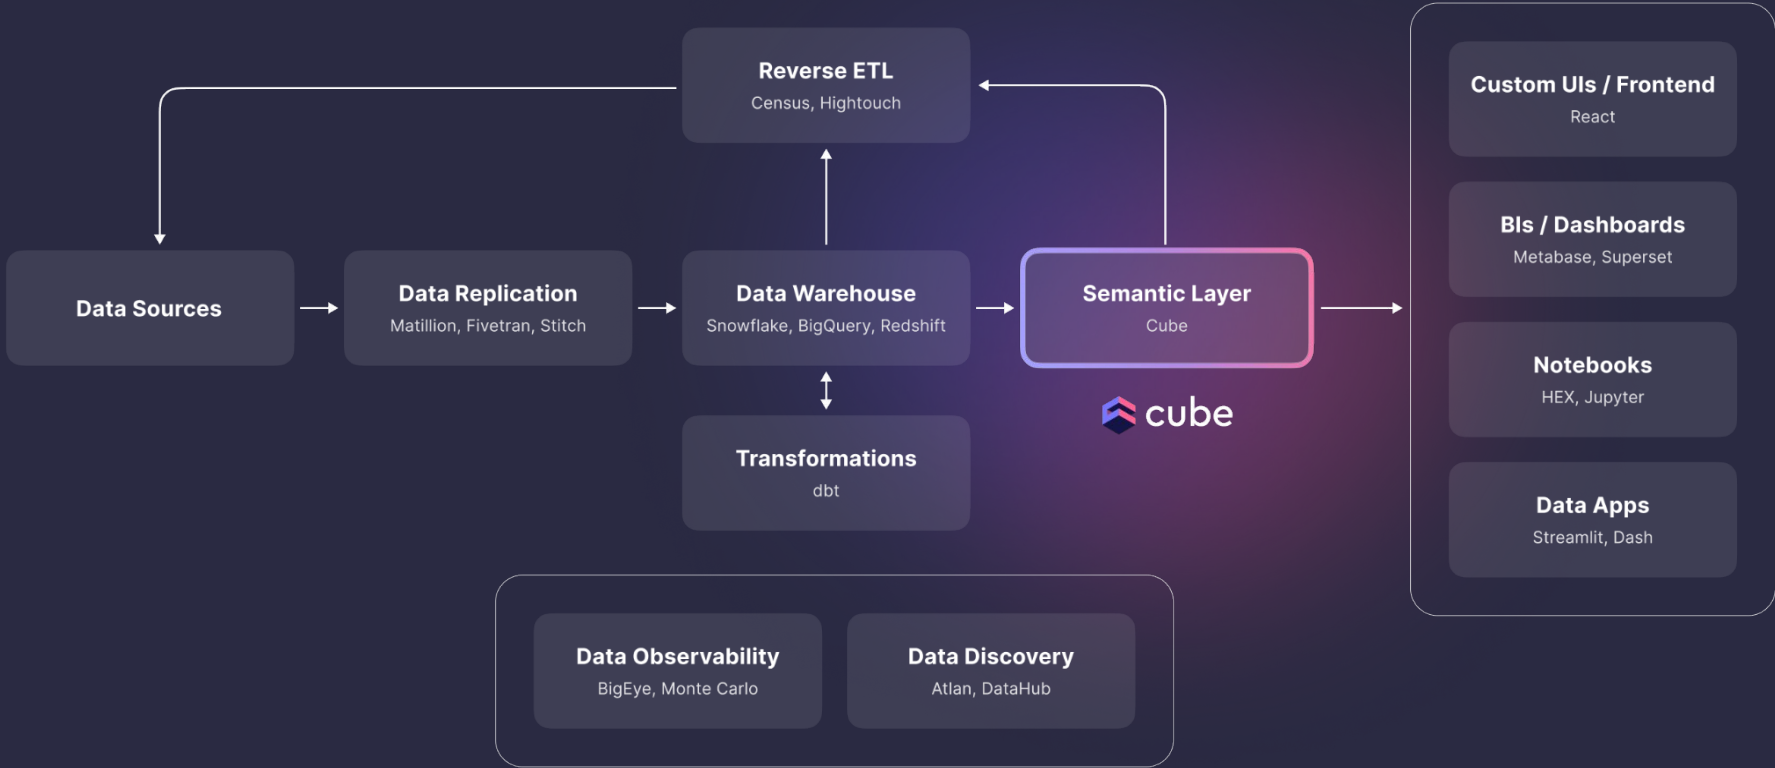 Reverse ETL
Census, Hightouch
Custom UIs / Frontend
React
BIs / Dashboards
Metabase, Superset
Data Sources
Data Replication
Matillion, Fivetran, Stitch
Data Warehouse
Snowflake, BigQuery, Redshift
Semantic Layer
Cube
cube
Notebooks
HEX, Jupyter
Transformations
dbt
Data Apps
Streamlit, Dash
Data Observability
BigEye, Monte Carlo
Data Discovery
Atlan, DataHub